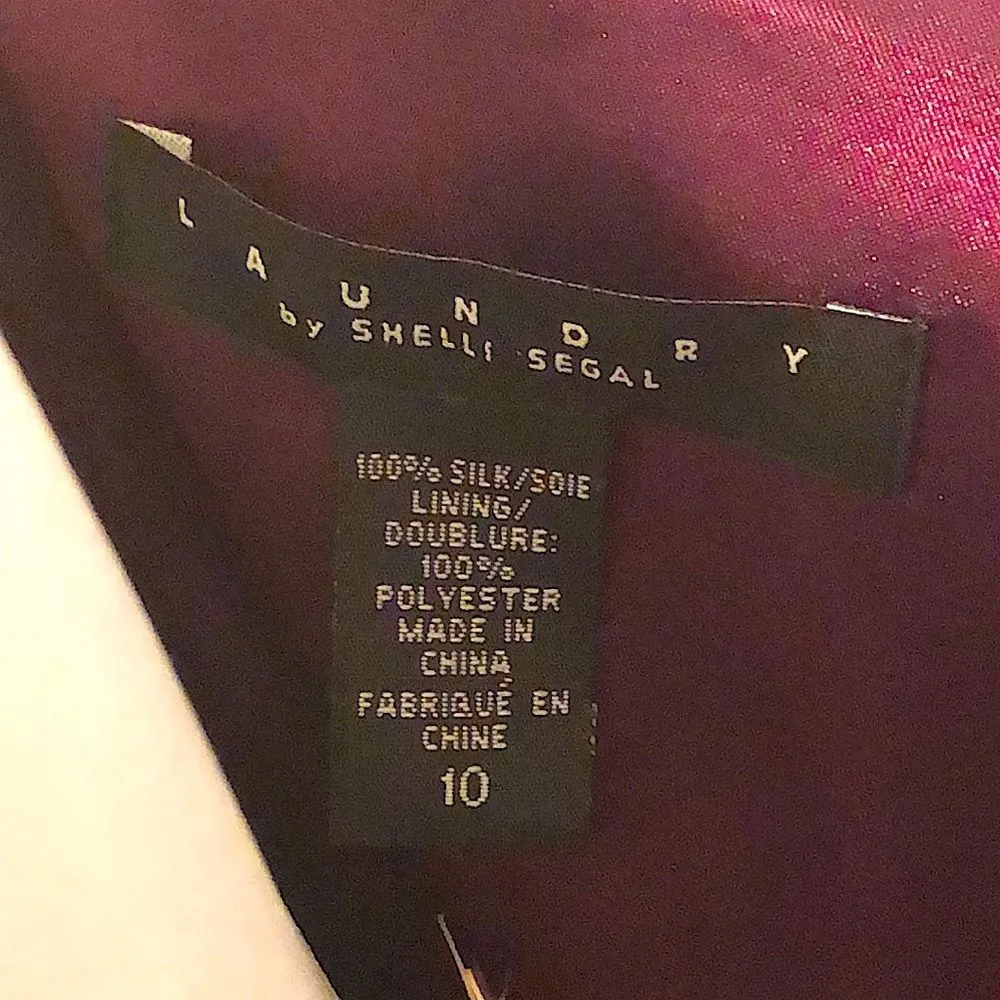 LAUNDRY
by SHELLI SEGAL
100% SILK/SOIE
LINING/
DOUBLURE:
100%
POLYESTER
MADE IN
CHINA
FABRIQUÉ EN
CHINE
10